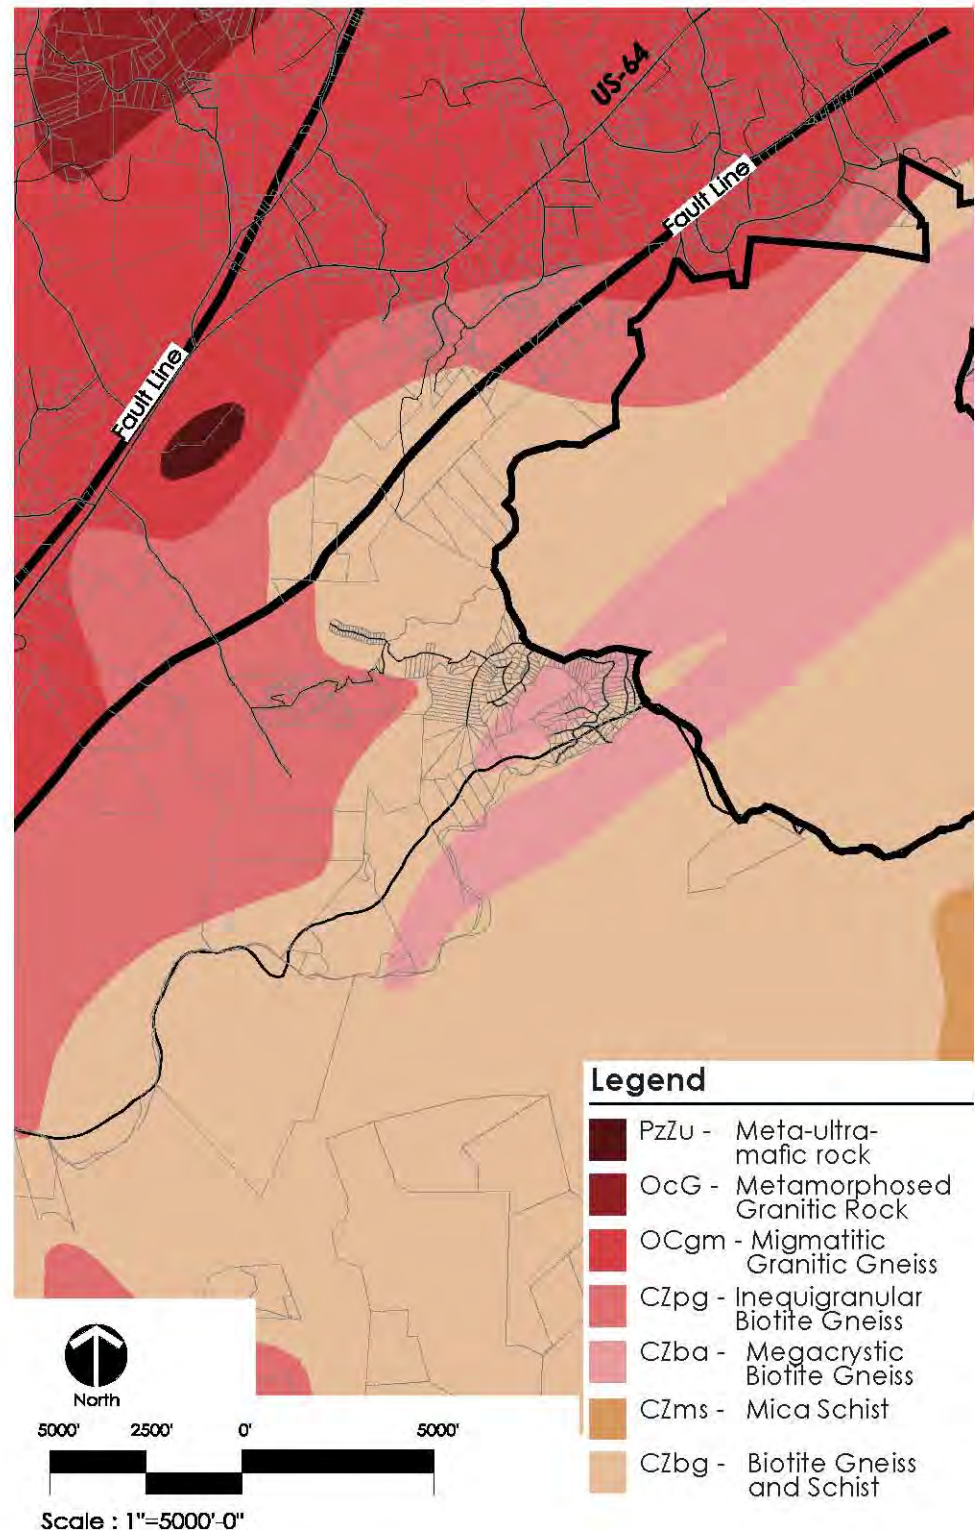 US-64
Fault Line
Fault Line
Legend
PzZu - Meta-ultra-
mafic rock
OcG - Metamorphosed
Granitic Rock
OCgm - Migmatitic
Granitic Gneiss
CZpg - Inequigranular
Biotite Gneiss
CZba - Megacrystic
Biotite Gneiss
CZms - Mica Schist
CZbg - Biotite Gneiss
and Schist
North
5000' 2500' 0' 5000'
Scale : 1"=5000'-0"